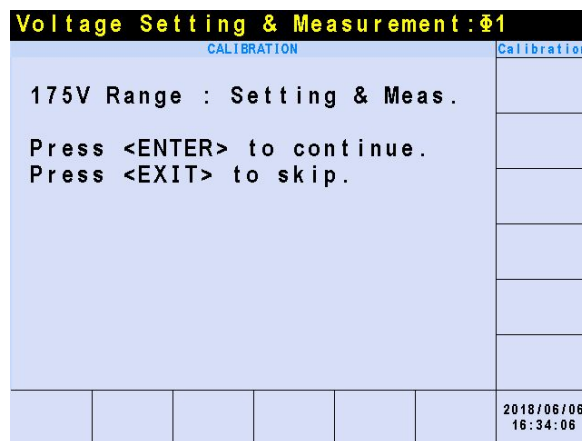 Voltage Setting & Measurement:Φ1
CALIBRATION
Calibration
175V Range : Setting & Meas.
Press <ENTER> to continue.
Press <EXIT> to skip.
2018/06/06
16:34:06